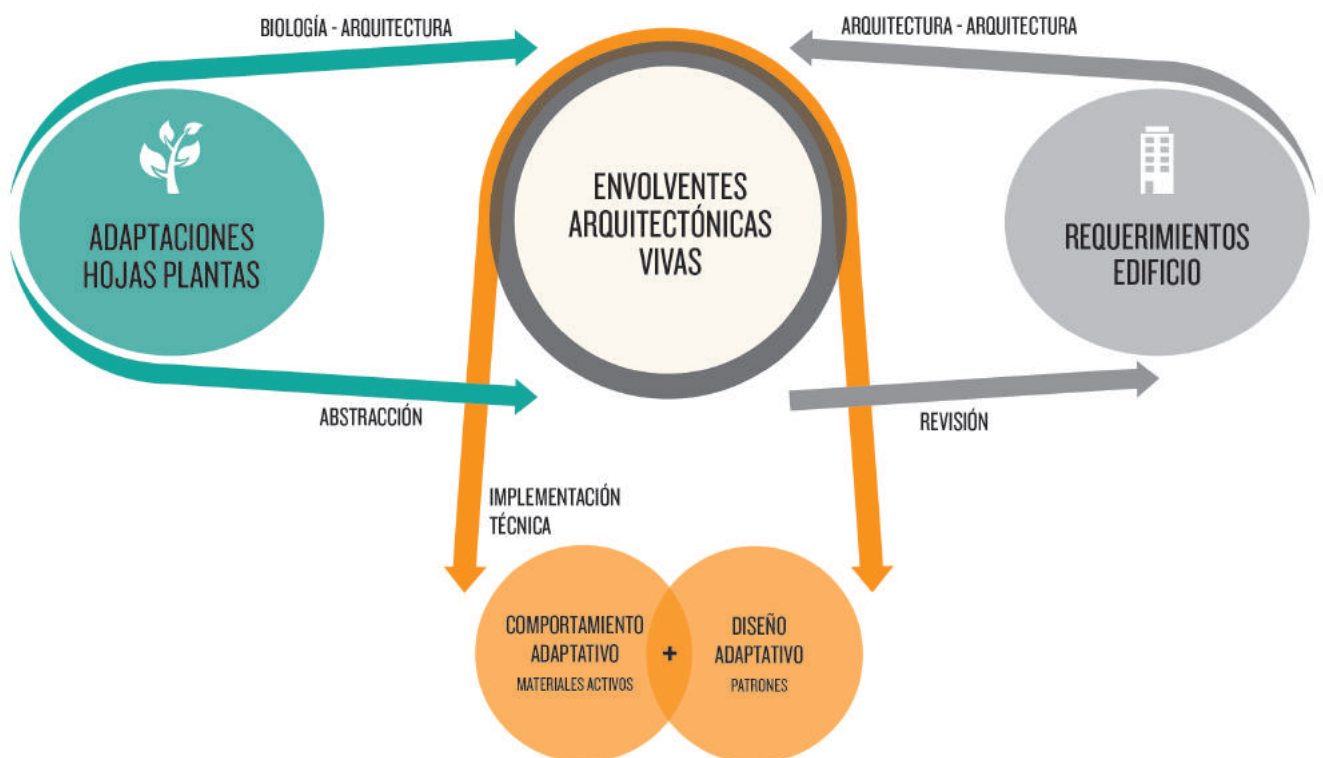 BIOLOGÍA - ARQUITECTURA
ARQUITECTURA - ARQUITECTURA
ADAPTACIONES
HOJAS PLANTAS
ENVOLVENTES
ARQUITECTÓNICAS
VIVAS
REQUERIMIENTOS
EDIFICIO
ABSTRACCIÓN
REVISIÓN
IMPLEMENTACIÓN
TÉCNICA
COMPORTAMIENTO
ADAPTATIVO
MATERIALES ACTIVOS
+
DISEÑO
ADAPTATIVO
PATRONES